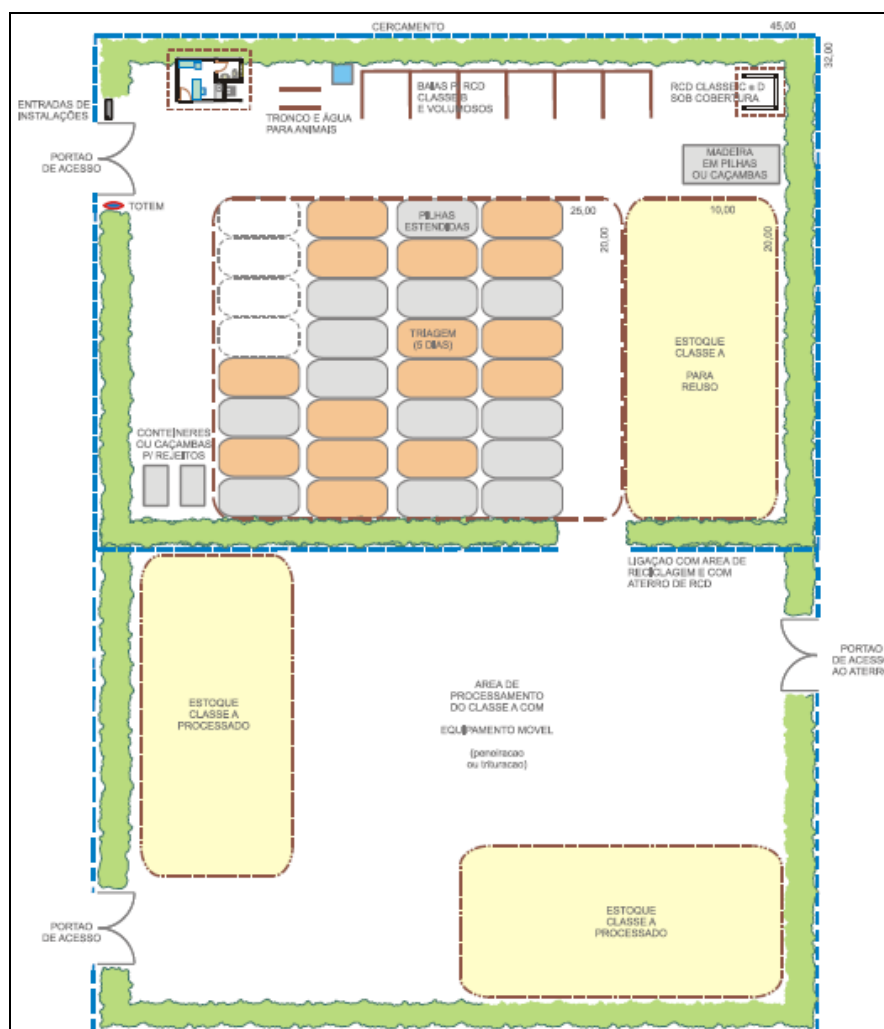 CERCAMENTO
45,00
32,00
ENTRADAS DE
INSTALAÇÕES
TRONCO E ÁGUA
PARA ANIMAIS
BAIAS P/ RCD
CLASSE B
E VOLUMOSOS
RCD CLASSE C e D
SOB COBERTURA
PORTAO
DE ACESSO
MADEIRA
EM PILHAS
OU CAÇAMBAS
TOTEM
PILHAS
ESTENDIDAS
25,00
20,00
10,00
20,00
TRIAGEM
(5 DIAS)
ESTOQUE
CLASSE A
PARA
REUSO
CONTEÍNERES
OU CAÇAMBAS
P/ REJEITOS
LIGAÇAO COM AREA DE
RECICLAGEM E COM
ATERRO DE RCD
PORTAO
DE ACESSO
AO ATERRO
ESTOQUE
CLASSE A
PROCESSADO
AREA DE
PROCESSAMENTO
DO CLASSE A COM
EQUIPAMENTO MÓVEL
(peneiracao
ou trituracao)
ESTOQUE
CLASSE A
PROCESSADO
PORTAO
DE ACESSO